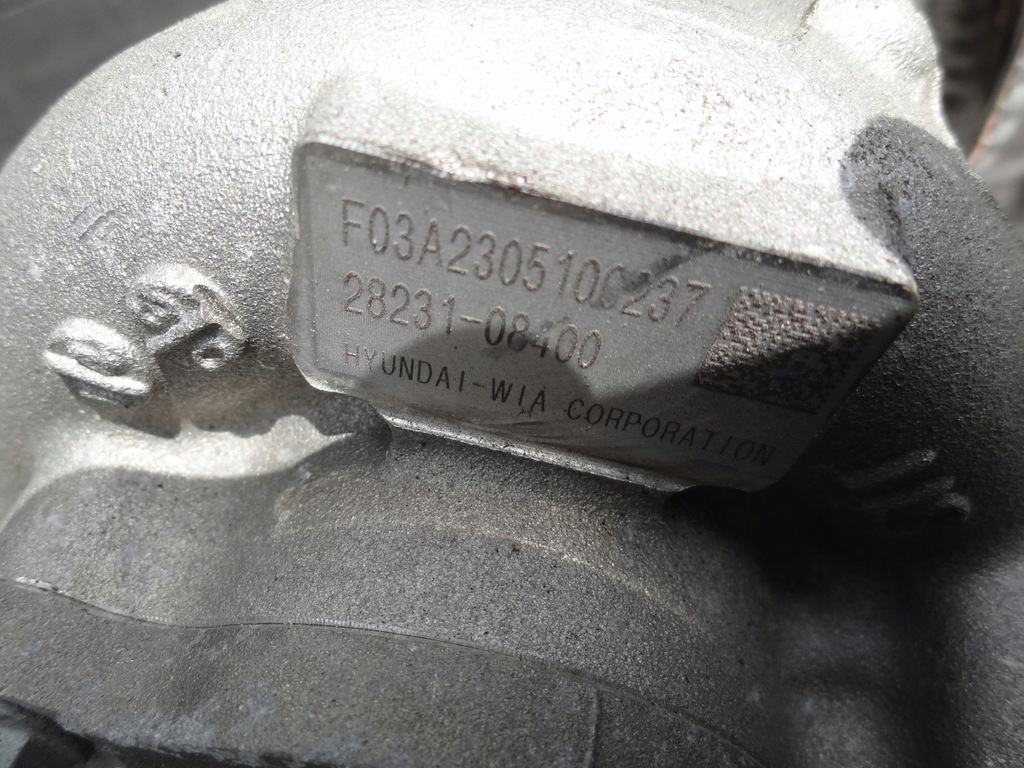 F03A2305100237
28231-08400
HYUNDAI-WIA CORPORATION